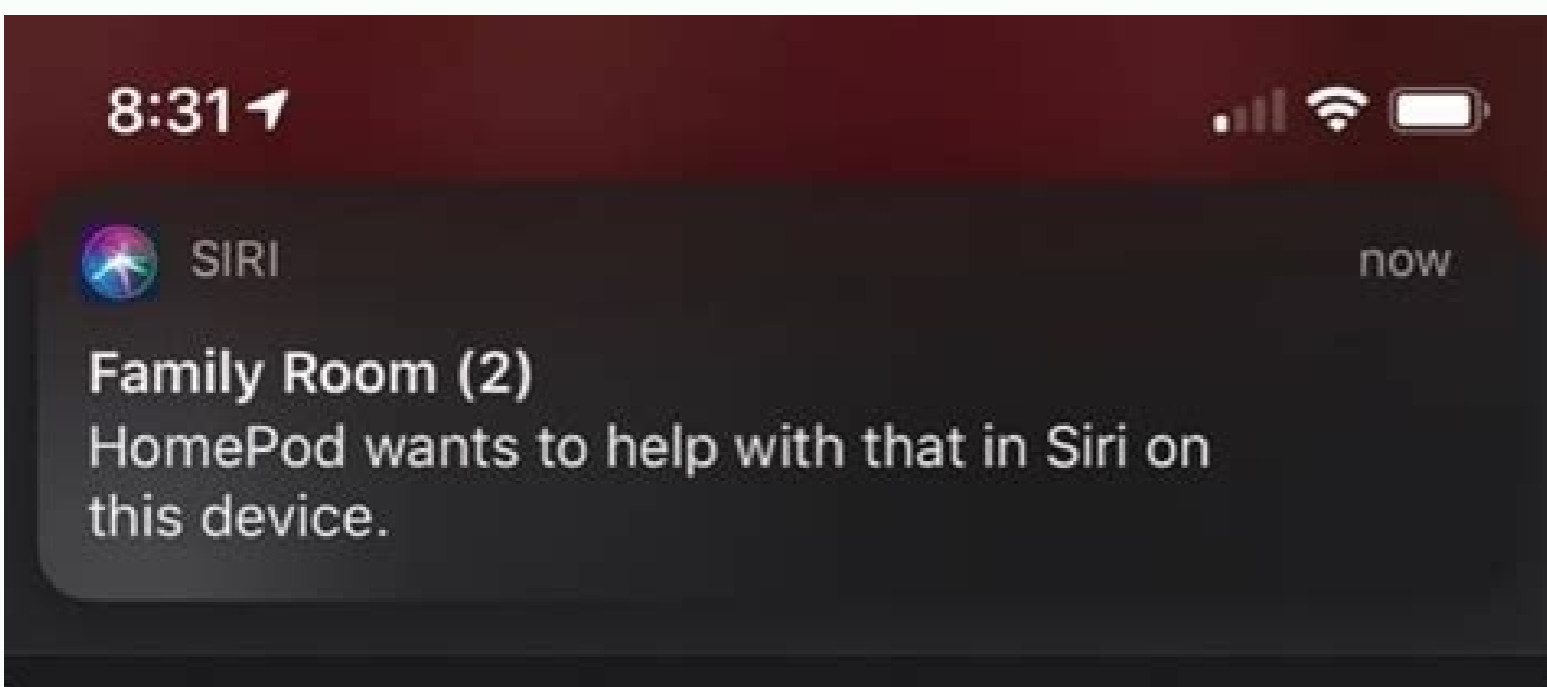 8:31
SIRI
now
Family Room (2)
HomePod wants to help with that in Siri on
this device.